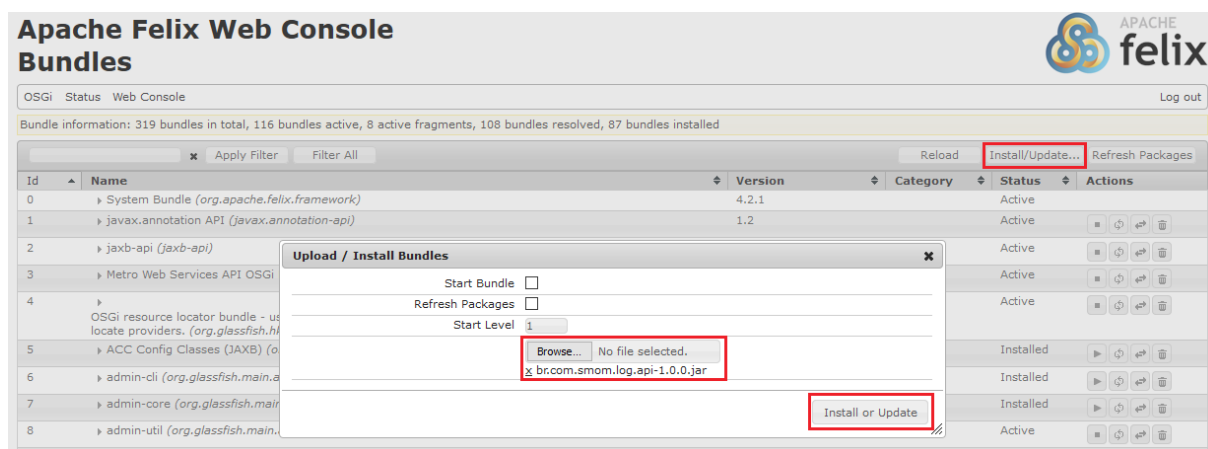 Apache Felix Web Console
Bundles
APACHE
felix
OSGi Status Web Console Log out
Bundle information: 319 bundles in total, 116 bundles active, 8 active fragments, 108 bundles resolved, 87 bundles installed
x Apply Filter Filter All Reload Install/Update... Refresh Packages
Id Name Version Category Status Actions
0 System Bundle (org.apache.felix.framework) 4.2.1 Active
1 javax.annotation API (javax.annotation-api) 1.2 Active
2 jaxb-api (jaxb-api) Active
3 Metro Web Services API OSGi Active
4 Active
OSGi resource locator bundle - us
locate providers. (org.glassfish.hk
5 ACC Config Classes (JAXB) (o Installed
6 admin-cli (org.glassfish.main.a Installed
7 admin-core (org.glassfish.main Installed
8 admin-util (org.glassfish.main. Active
Upload / Install Bundles x
Start Bundle
Refresh Packages
Start Level 1
Browse... No file selected.
x br.com.smom.log.api-1.0.0.jar
Install or Update